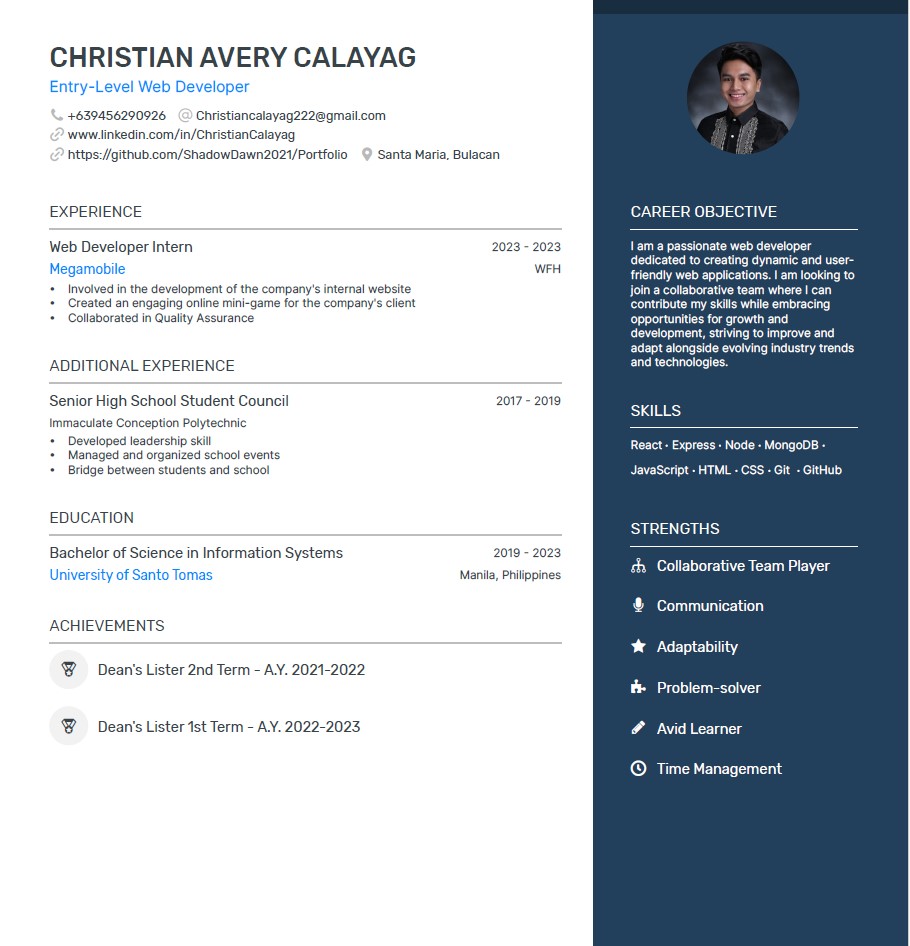 CHRISTIAN AVERY CALAYAG
Entry-Level Web Developer
+639456290926 Christiancalayag222@gmail.com
www.linkedin.com/in/ChristianCalayag
https://github.com/ShadowDawn2021/Portfolio Santa Maria, Bulacan
EXPERIENCE
Web Developer Intern 2023 - 2023
Megamobile WFH
• Involved in the development of the company's internal website
• Created an engaging online mini-game for the company's client
• Collaborated in Quality Assurance
ADDITIONAL EXPERIENCE
Senior High School Student Council 2017 - 2019
Immaculate Conception Polytechnic
• Developed leadership skill
• Managed and organized school events
• Bridge between students and school
EDUCATION
Bachelor of Science in Information Systems 2019 - 2023
University of Santo Tomas Manila, Philippines
ACHIEVEMENTS
Dean's Lister 2nd Term - A.Y. 2021-2022
Dean's Lister 1st Term - A.Y. 2022-2023
CAREER OBJECTIVE
I am a passionate web developer
dedicated to creating dynamic and user-
friendly web applications. I am looking to
join a collaborative team where I can
contribute my skills while embracing
opportunities for growth and
development, striving to improve and
adapt alongside evolving industry trends
and technologies.
SKILLS
React · Express · Node · MongoDB ·
JavaScript · HTML · CSS · Git · GitHub
STRENGTHS
Collaborative Team Player
Communication
Adaptability
Problem-solver
Avid Learner
Time Management